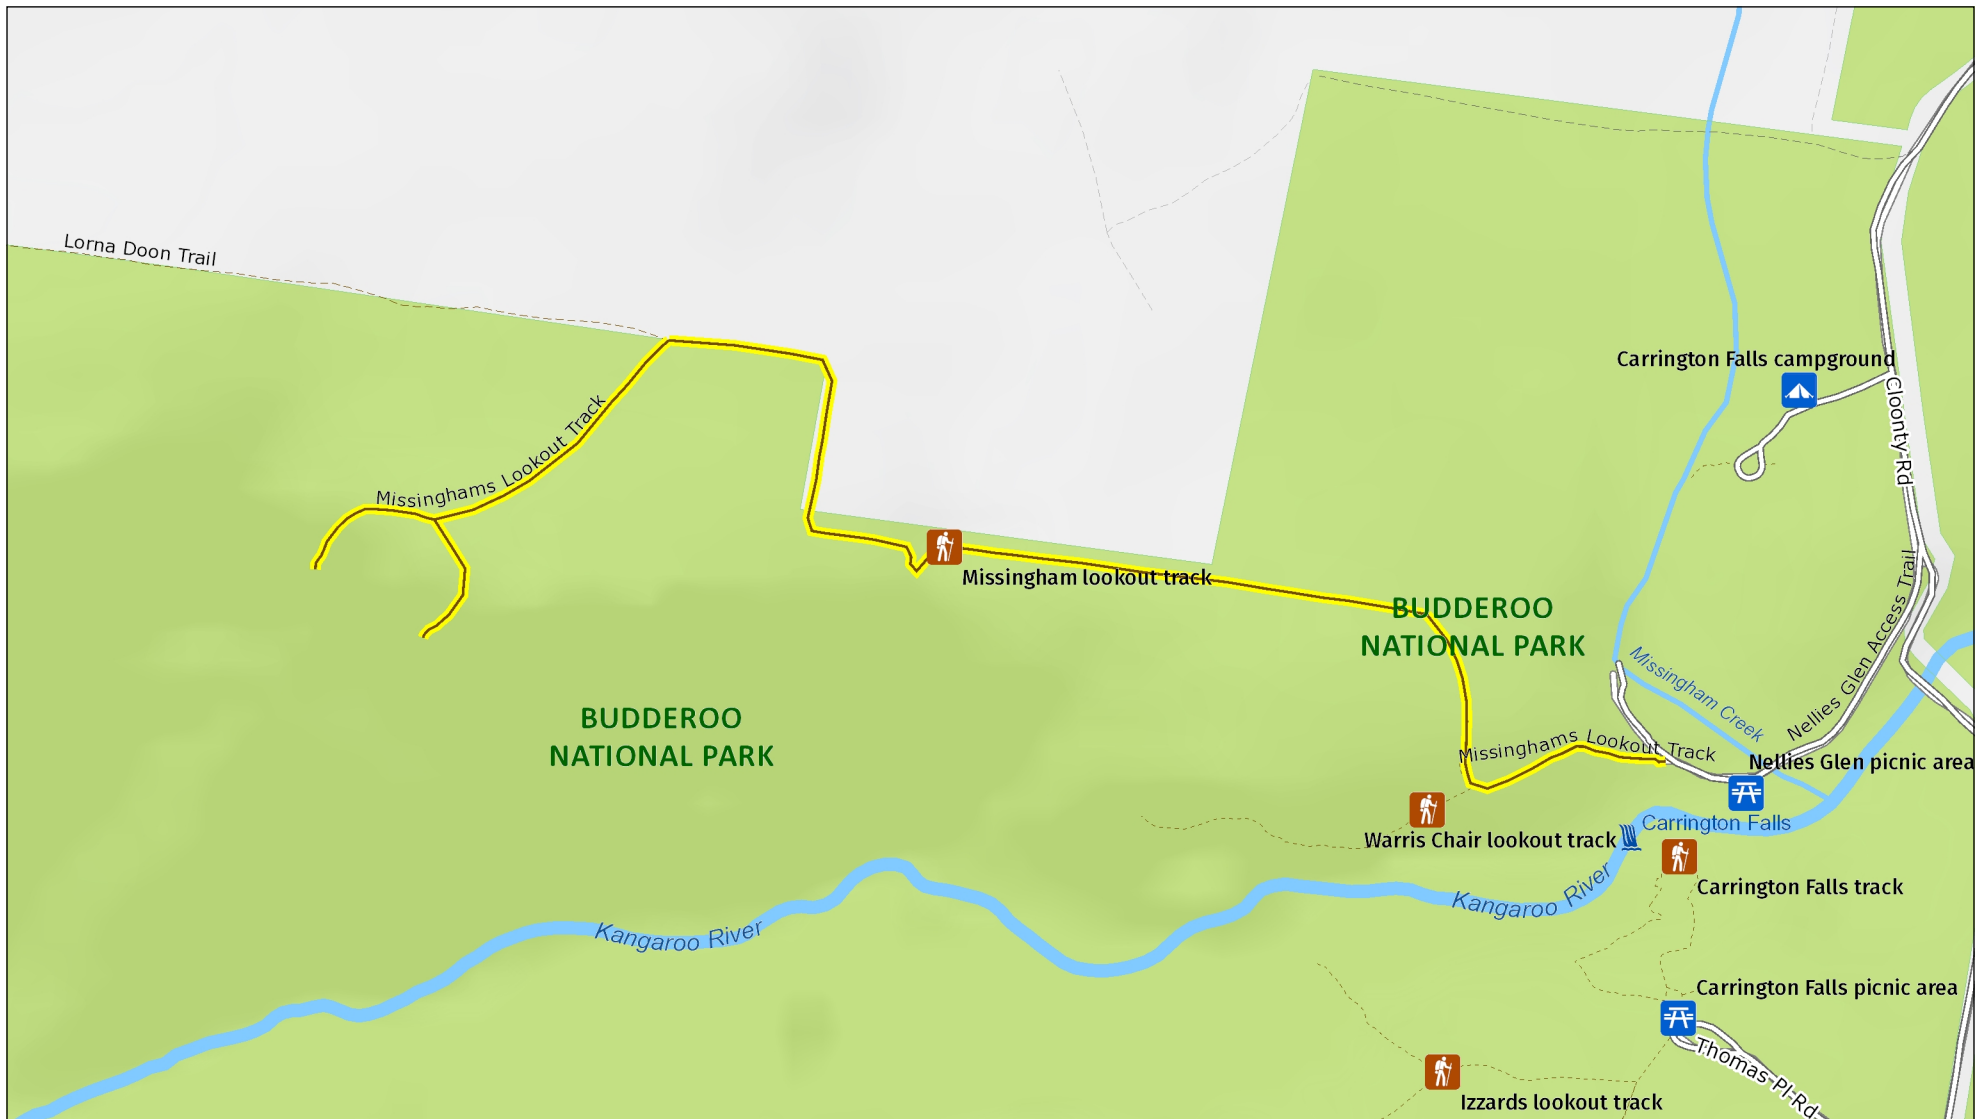 Lorna Doon Trail
Carrington Falls campground
Cloonty Rd
Missinghams Lookout Track
Missingham lookout track
BUDDEROO
NATIONAL PARK
Nellies Glen Access Trail
Missingham Creek
BUDDEROO
NATIONAL PARK
Missinghams Lookout Track
Nellies Glen picnic area
Carrington Falls
Warris Chair lookout track
Carrington Falls track
Kangaroo River
Kangaroo River
Carrington Falls picnic area
Thomas Pl Rd
Izzards lookout track